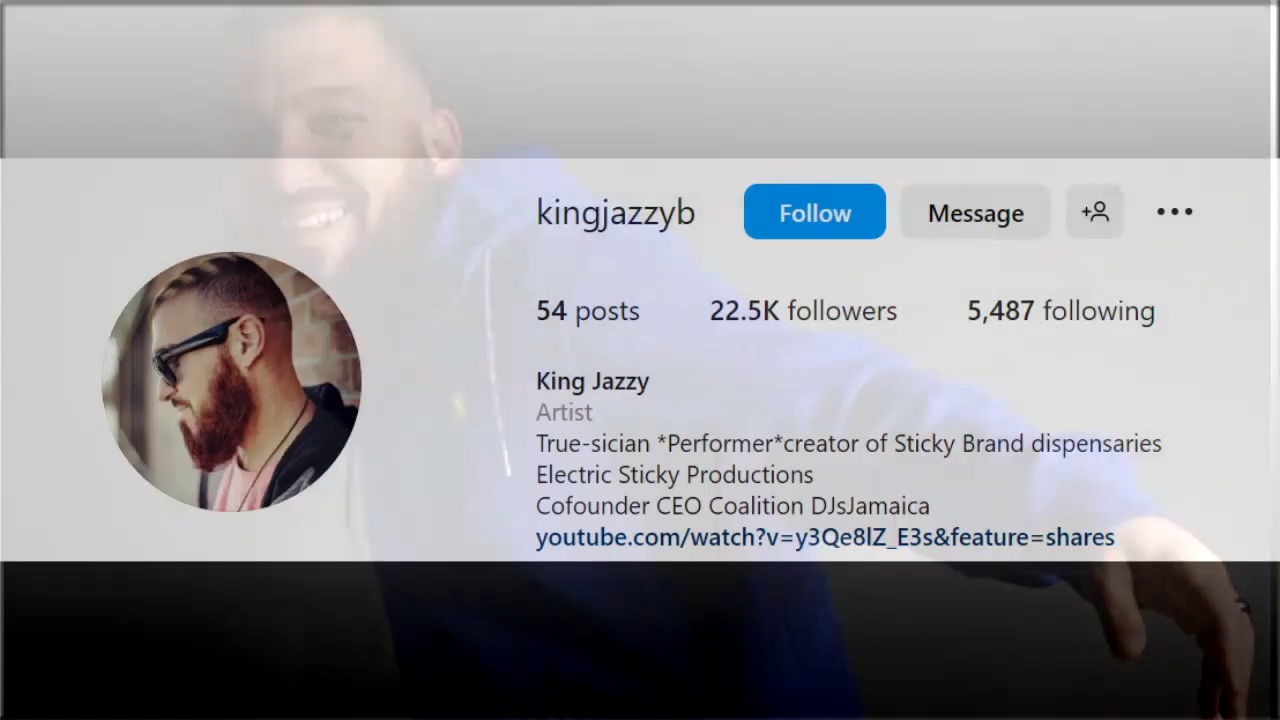 kingjazzyb Follow Message
54 posts 22.5K followers 5,487 following
King Jazzy
Artist
True-sician *Performer*creator of Sticky Brand dispensaries
Electric Sticky Productions
Cofounder CEO Coalition DJsJamaica
youtube.com/watch?v=y3Qe8lZ_E3s&feature=shares